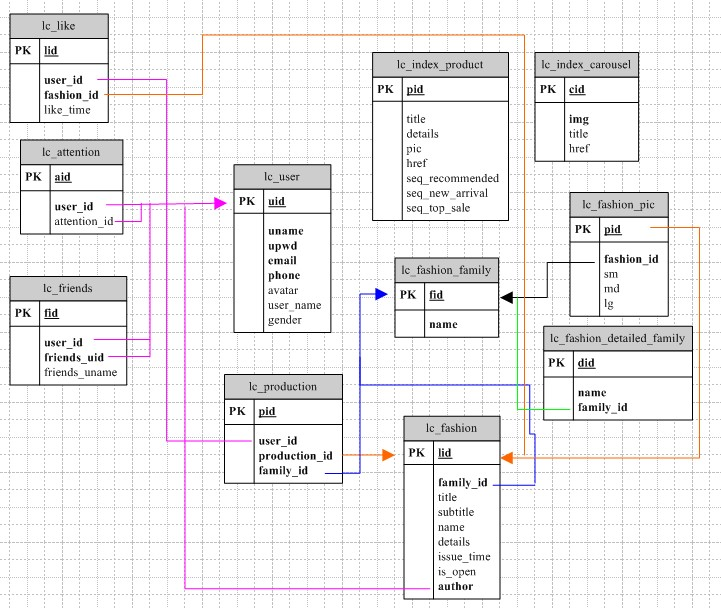 lc_like
PK lid
user_id
fashion_id
like_time
lc_attention
PK aid
user_id
attention_id
lc_friends
PK fid
user_id
friends_uid
friends_uname
lc_user
PK uid
uname
upwd
email
phone
avatar
user_name
gender
lc_production
PK pid
user_id
production_id
family_id
lc_index_product
PK pid
title
details
pic
href
seq_recommended
seq_new_arrival
seq_top_sale
lc_index_carousel
PK cid
img
title
href
lc_fashion_family
PK fid
name
lc_fashion_pic
pid
fashion_id
sm
md
lg
lc_fashion_detailed_family
did
name
family_id
lc_fashion
PK lid
family_id
title
subtitle
name
details
issue_time
is_open
author